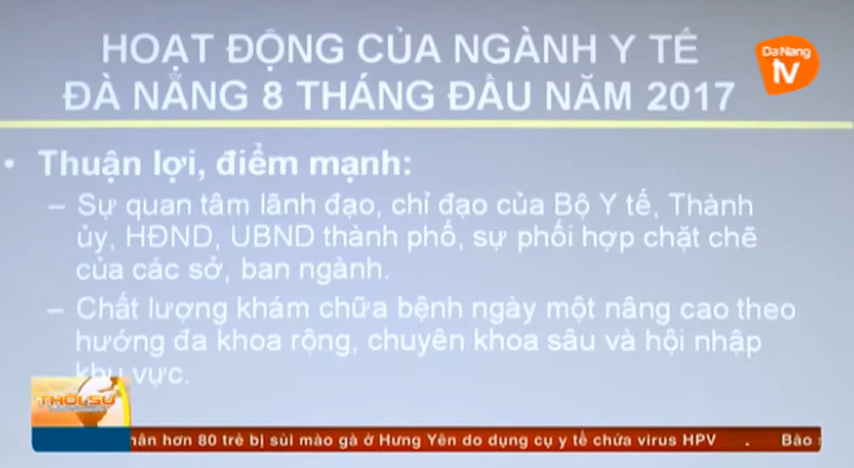 HOẠT ĐỘNG CỦA NGÀNH Y TẾ
ĐÀ NẴNG 8 THÁNG ĐẦU NĂM 2017
Da Nang
TV
• Thuận lợi, điểm mạnh:
– Sự quan tâm lãnh đạo, chỉ đạo của Bộ Y tế, Thành
ủy, HĐND, UBND thành phố, sự phối hợp chặt chẽ
của các sở, ban ngành.
– Chất lượng khám chữa bệnh ngày một nâng cao theo
hướng đa khoa rộng, chuyên khoa sâu và hội nhập
khu vực.
THỜI SỰ
hơn 80 trẻ bị sùi mào gà ở Hưng Yên do dụng cụ y tế chứa virus HPV .